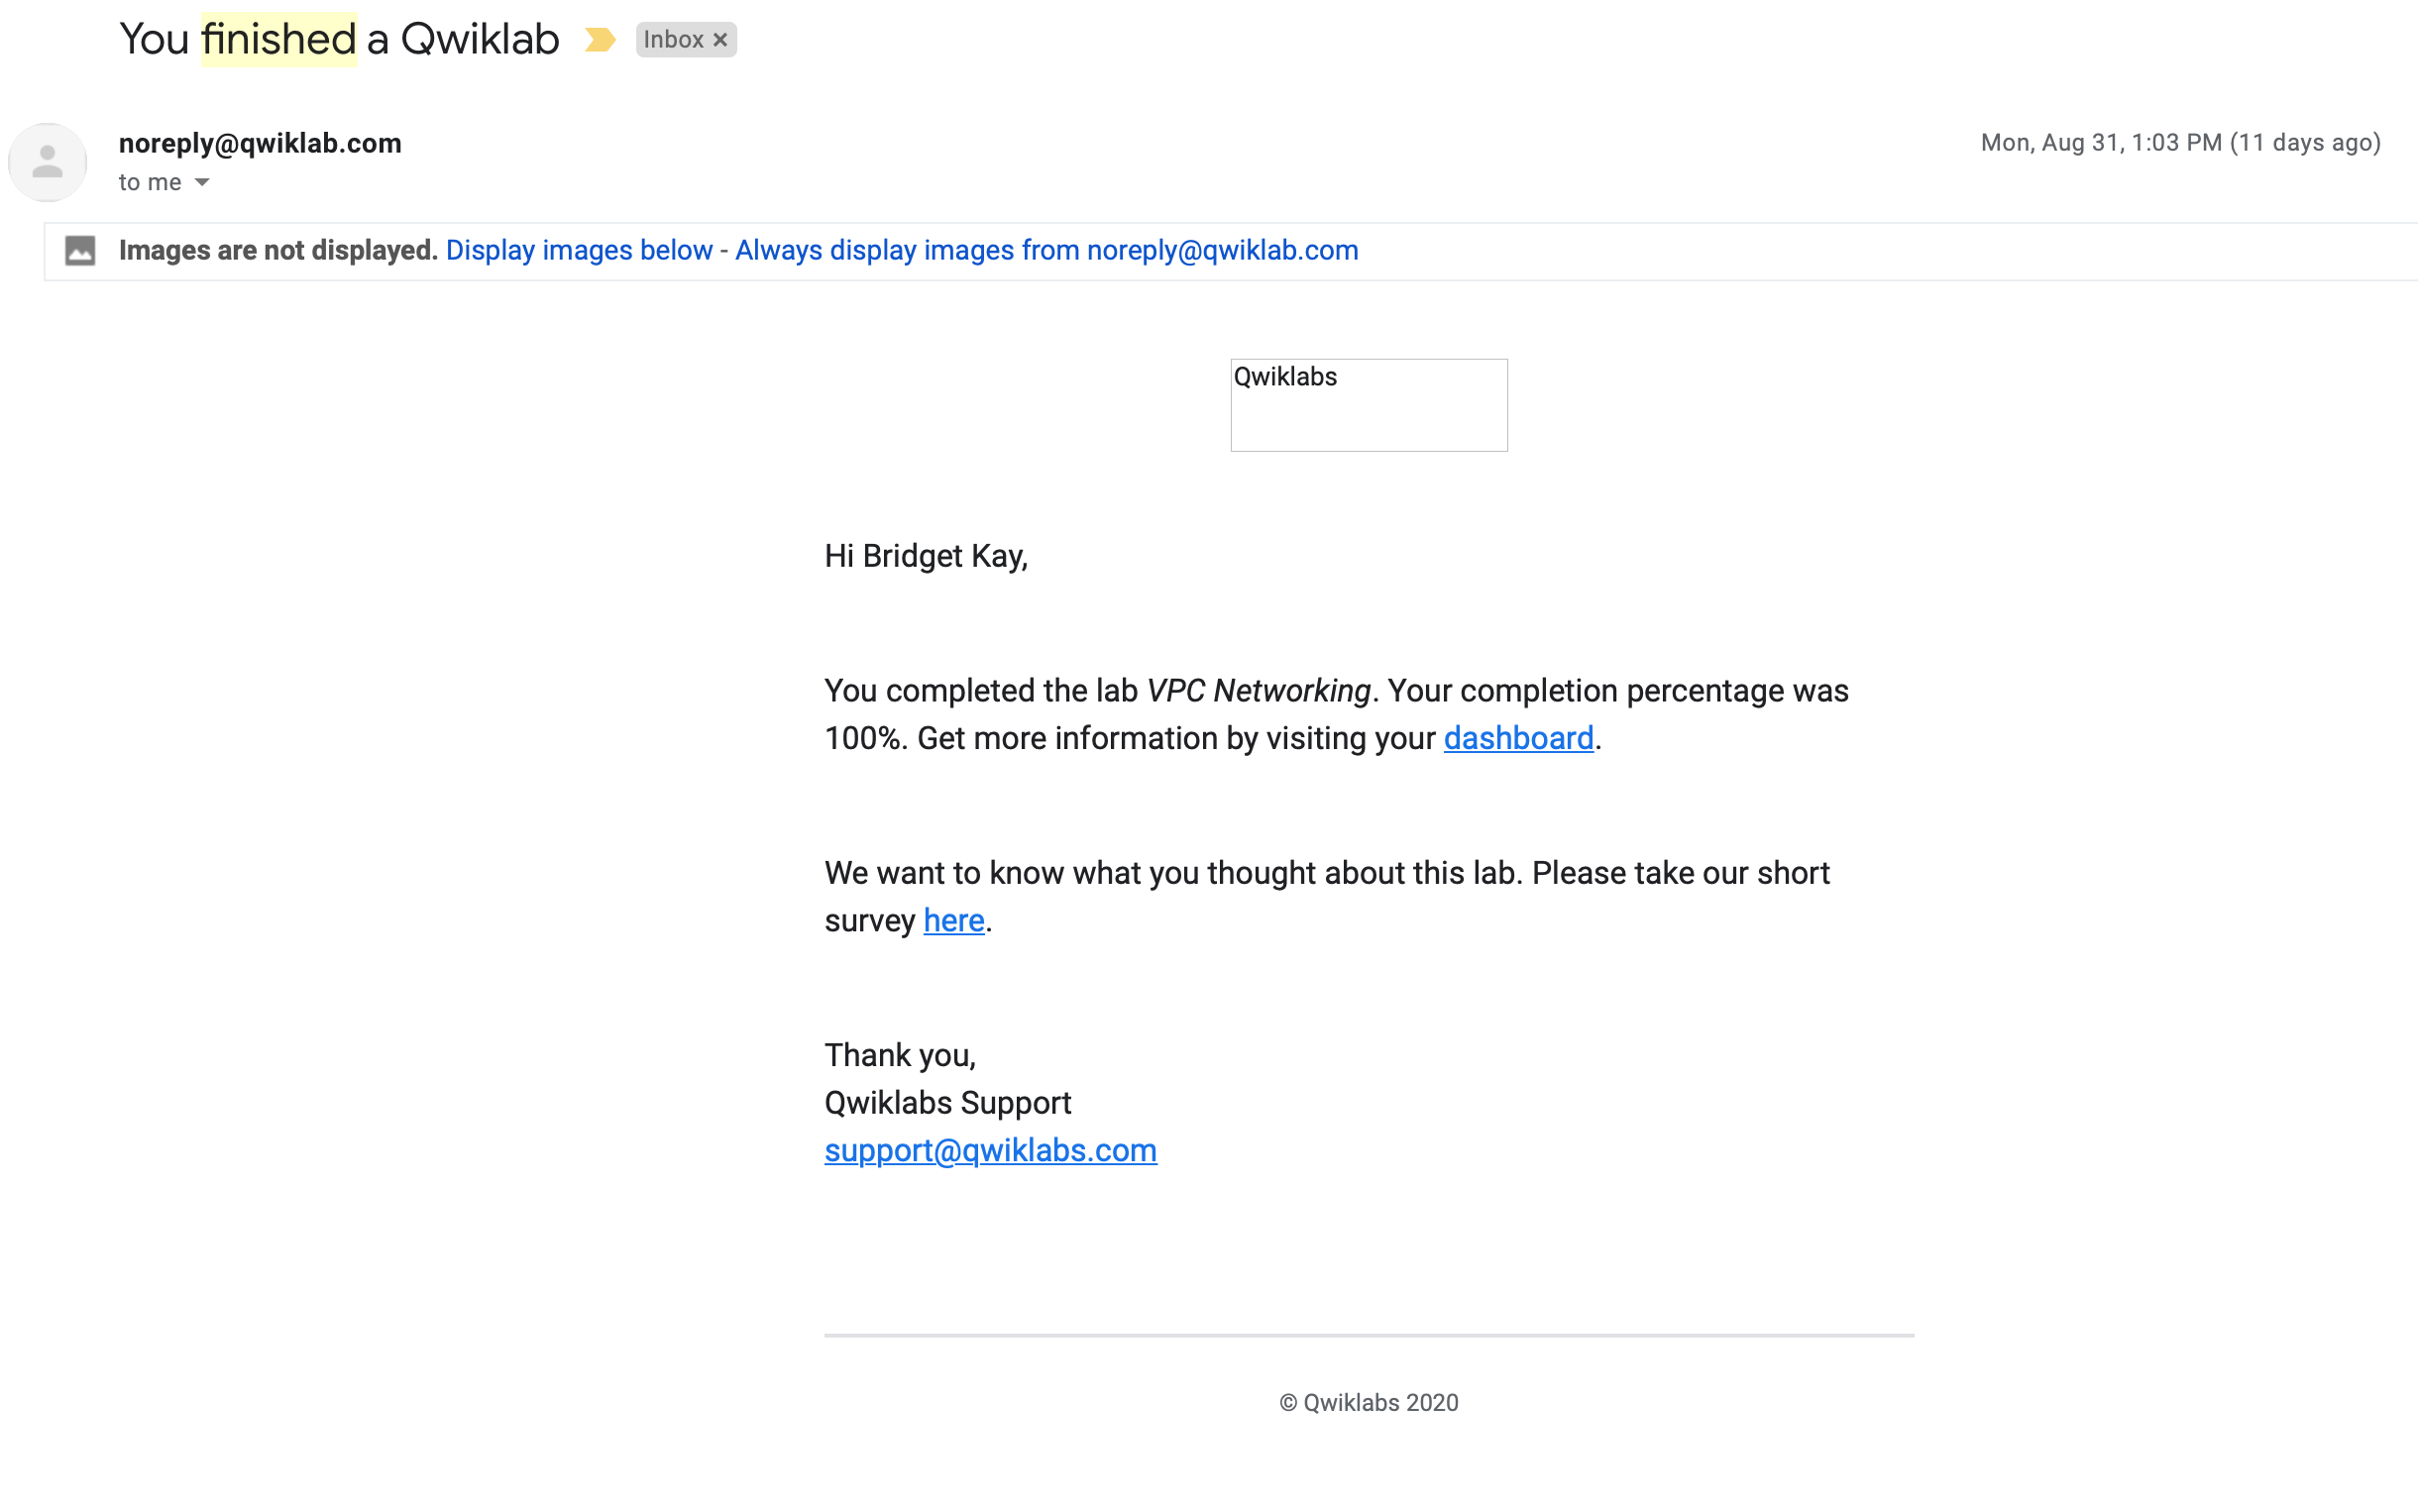 You finished a Qwiklab Inbox ×
noreply@qwiklab.com Mon, Aug 31, 1:03 PM (11 days ago)
to me
Images are not displayed. Display images below - Always display images from noreply@qwiklab.com
Qwiklabs
Hi Bridget Kay,
You completed the lab VPC Networking. Your completion percentage was
100%. Get more information by visiting your dashboard.
We want to know what you thought about this lab. Please take our short
survey here.
Thank you,
Qwiklabs Support
support@qwiklabs.com
© Qwiklabs 2020